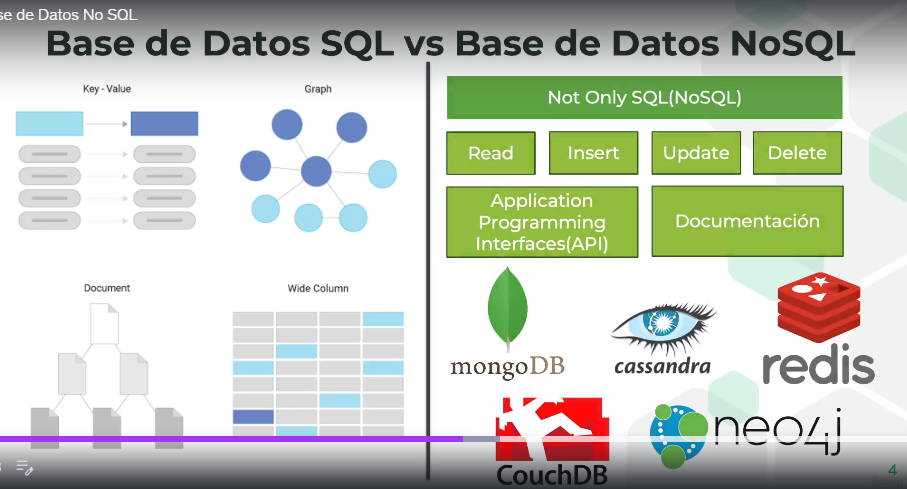 se de Datos No SQL
Base de Datos SQL vs Base de Datos NoSQL
Key - Value
Graph
Document
Wide Column
Not Only SQL(NoSQL)
Read
Insert
Update
Delete
Application
Programming
Interfaces(API)
Documentación
mongoDB
cassandra
redis
CouchDB
neo4j
4